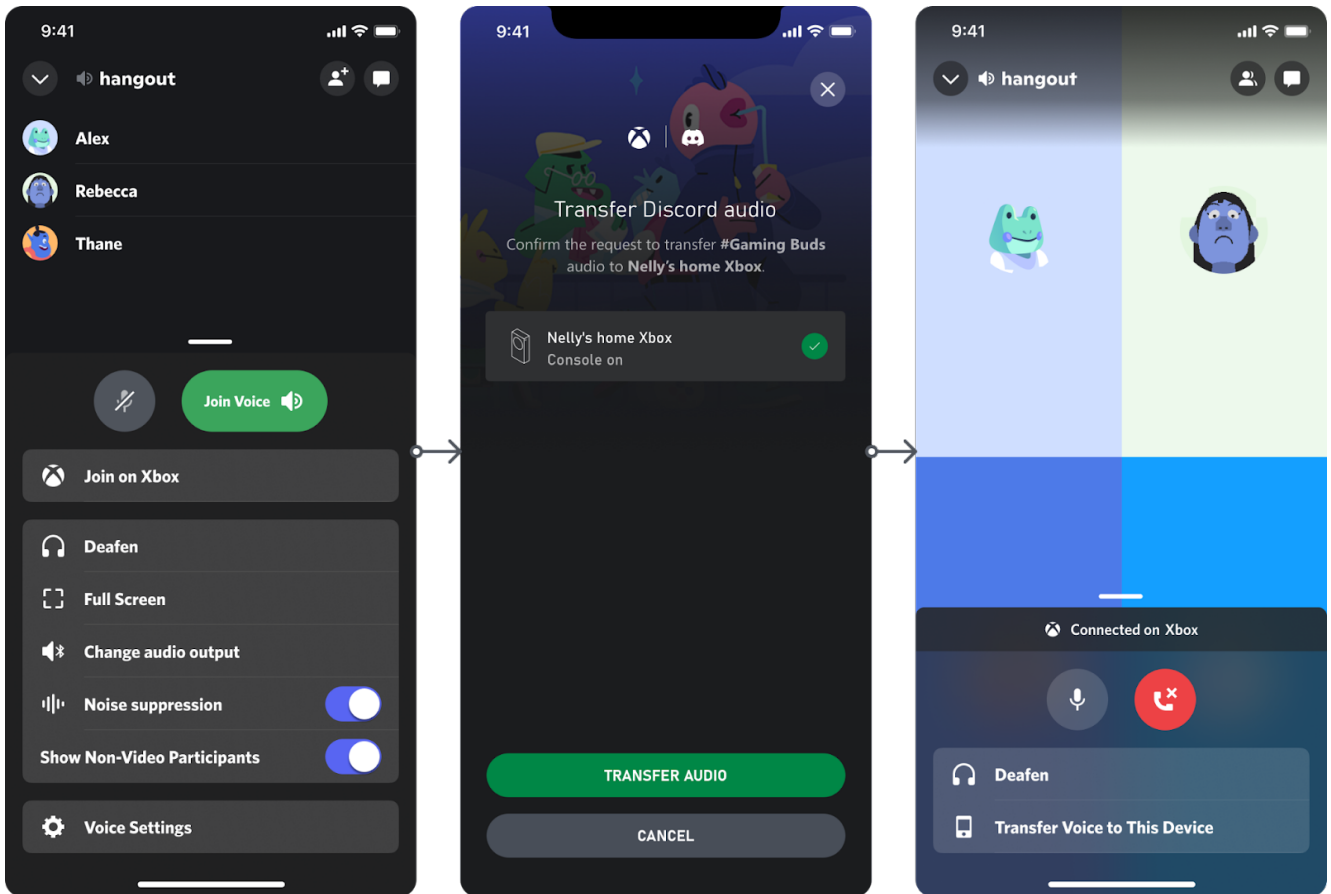 9:41
hangout
Alex
Rebecca
Thane
Join Voice
Join on Xbox
Deafen
Full Screen
Change audio output
Noise suppression
Show Non-Video Participants
Voice Settings
9:41
Transfer Discord audio
Confirm the request to transfer #Gaming Buds
audio to Nelly's home Xbox.
Nelly's home Xbox
Console on
TRANSFER AUDIO
CANCEL
9:41
hangout
Connected on Xbox
Deafen
Transfer Voice to This Device